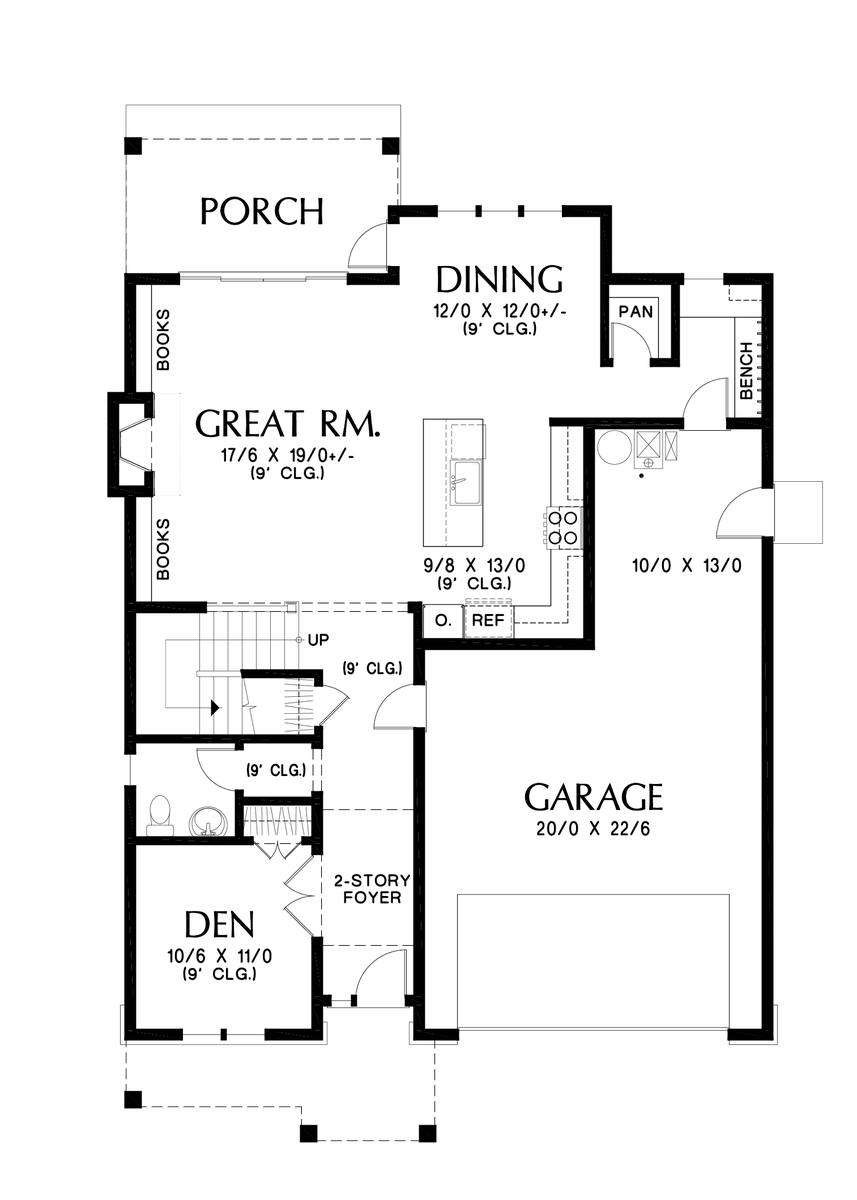 PORCH
DINING
12/0 X 12/0+/-
(9' CLG.)
PAN
BOOKS
BENCH
GREAT RM.
17/6 X 19/0+/-
(9' CLG.)
BOOKS
9/8 X 13/0
(9' CLG.)
10/0 X 13/0
O.
REF
UP
(9' CLG.)
(9' CLG.)
GARAGE
20/0 X 22/6
2-STORY
FOYER
DEN
10/6 X 11/0
(9' CLG.)